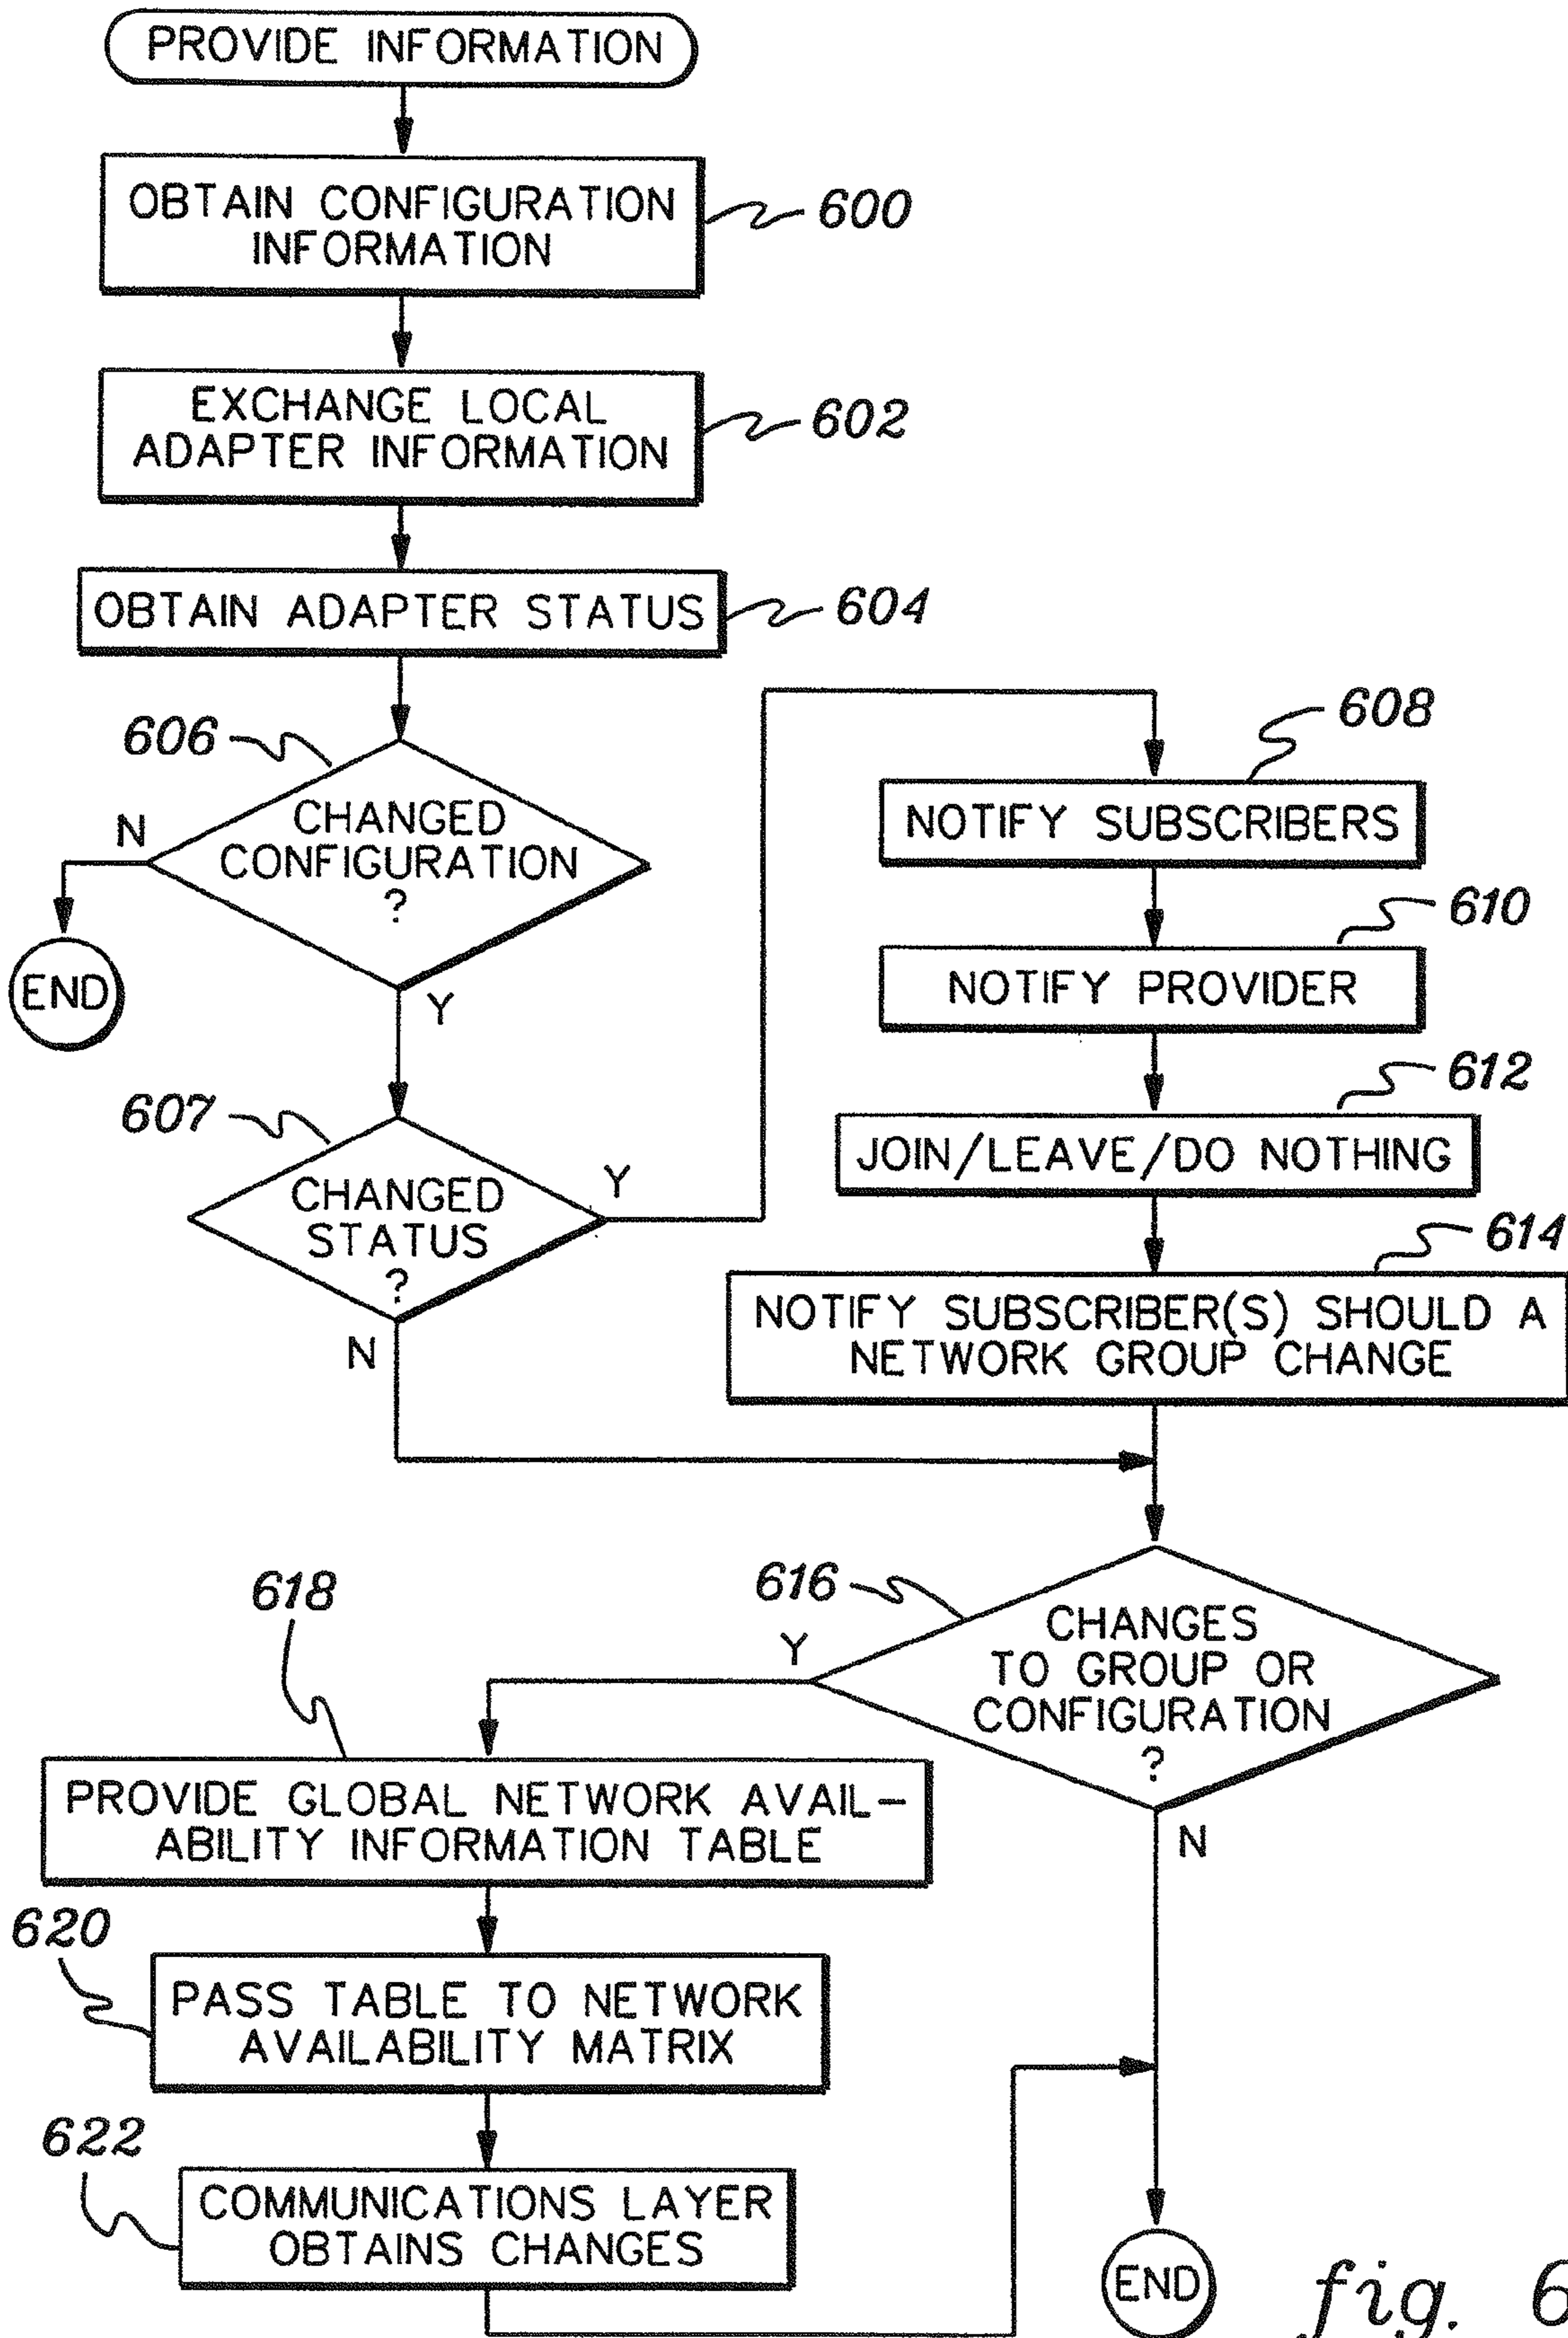 PROVIDE INFORMATION
OBTAIN CONFIGURATION
INFORMATION
600
EXCHANGE LOCAL
ADAPTER INFORMATION
602
OBTAIN ADAPTER STATUS
604
606
CHANGED
CONFIGURATION
?
N
END
Y
607
CHANGED
STATUS
?
Y
N
608
NOTIFY SUBSCRIBERS
610
NOTIFY PROVIDER
612
JOIN/LEAVE/DO NOTHING
614
NOTIFY SUBSCRIBER(S) SHOULD A
NETWORK GROUP CHANGE
616
CHANGES
TO GROUP OR
CONFIGURATION
?
Y
N
618
PROVIDE GLOBAL NETWORK AVAIL-
ABILITY INFORMATION TABLE
620
PASS TABLE TO NETWORK
AVAILABILITY MATRIX
622
COMMUNICATIONS LAYER
OBTAINS CHANGES
END
fig. 6